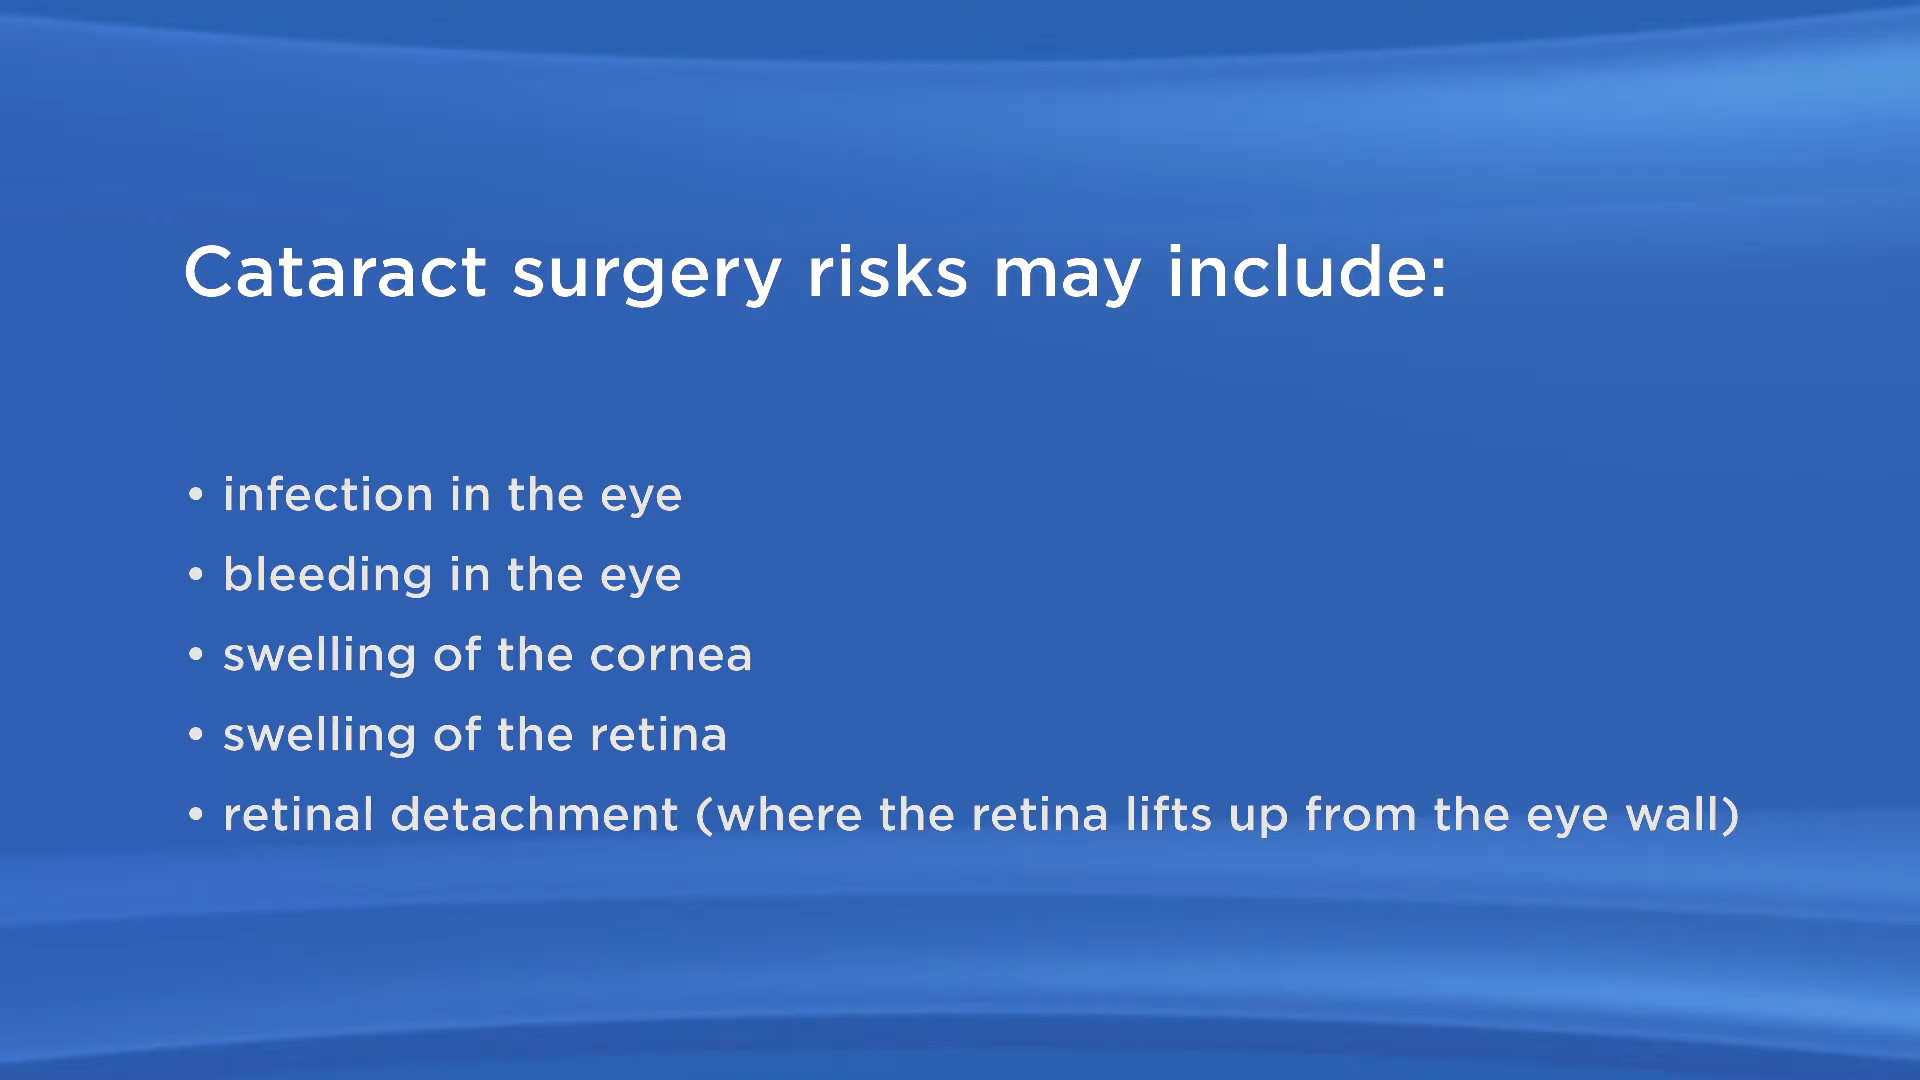 Cataract surgery risks may include:
• infection in the eye
• bleeding in the eye
• swelling of the cornea
• swelling of the retina
• retinal detachment (where the retina lifts up from the eye wall)